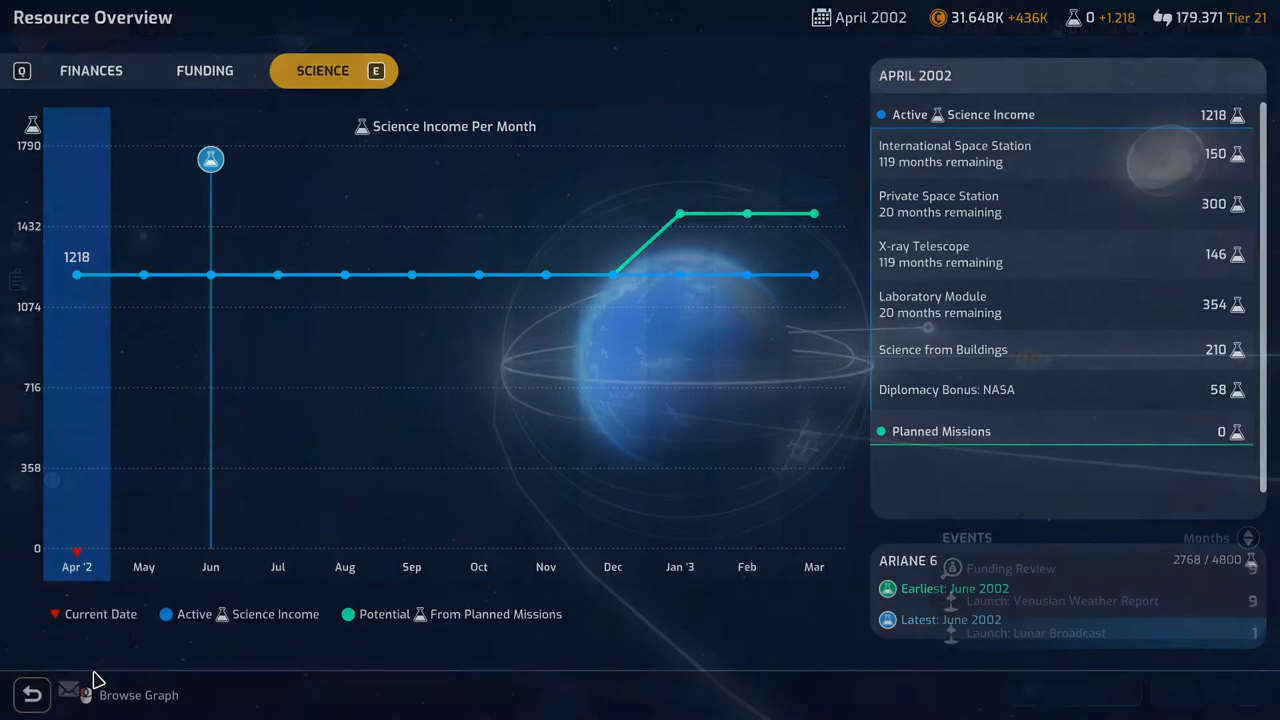 Resource Overview
April 2002
31.648K +436K
0 +1.218
179.371 Tier 21
Q
FINANCES
FUNDING
SCIENCE
E
Science Income Per Month
1790
1432
1074
716
358
0
1218
Apr '2
May
Jun
Jul
Aug
Sep
Oct
Nov
Dec
Jan '3
Feb
Mar
Current Date
Active Science Income
Potential From Planned Missions
APRIL 2002
Active Science Income 1218
International Space Station
119 months remaining
150
Private Space Station
20 months remaining
300
X-ray Telescope
119 months remaining
146
Laboratory Module
20 months remaining
354
Science from Buildings 210
Diplomacy Bonus: NASA 58
Planned Missions 0
EVENTS Months
ARIANE 6 2768 / 4800
Funding Review 9
Earliest: June 2002
Launch: Venusian Weather Report 9
Latest: June 2002
Launch: Lunar Broadcast 1
Browse Graph